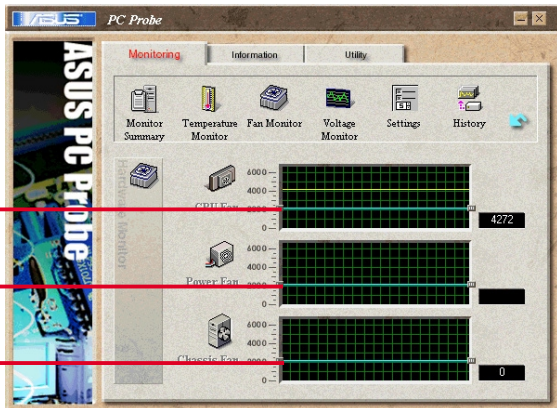 ASUS
PC Probe
Monitoring
Information
Utility
ASUS PC Probe
Monitor
Summary
Temperature
Monitor
Fan Monitor
Voltage
Monitor
Settings
History
Hardware Monitor
6000
4000
CPU Fan
2000
0
4272
6000
4000
Power Fan
2000
0
6000
4000
Chassis Fan
2000
0
0